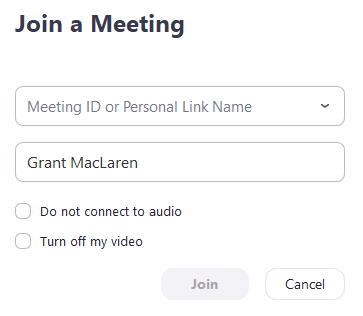 Join a Meeting
Meeting ID or Personal Link Name
Grant MacLaren
Do not connect to audio
Turn off my video
Join Cancel